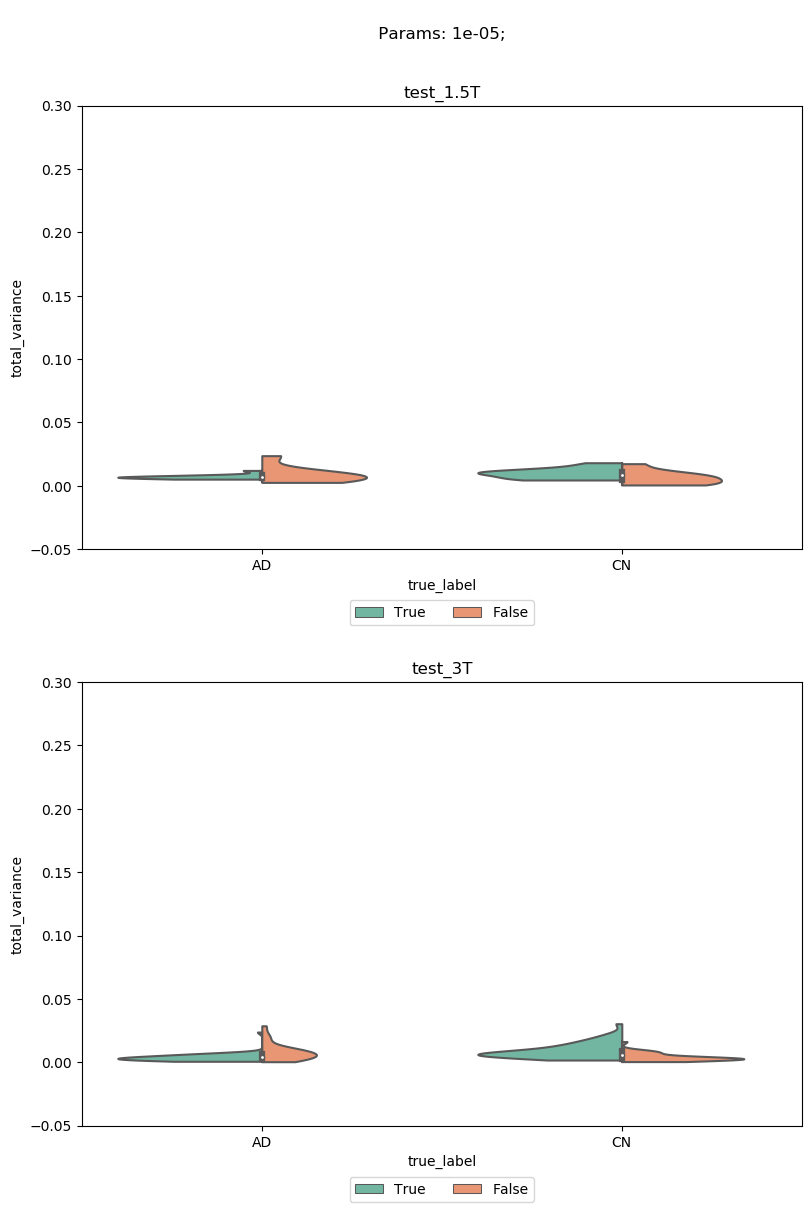 Params: 1e-05;
test_1.5T
0.30
0.25
0.20
0.15
0.10
0.05
0.00
−0.05
total_variance
AD CN
true_label
True False
test_3T
0.30
0.25
0.20
0.15
0.10
0.05
0.00
−0.05
total_variance
AD CN
true_label
True False